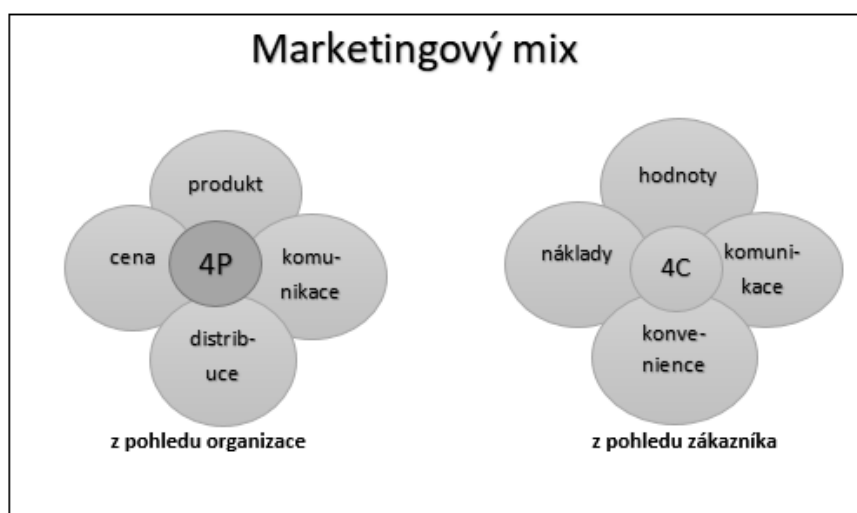 Marketingový mix
produkt
cena
4P
komu-
nikace
distrib-
uce
z pohledu organizace
hodnoty
náklady
4C
komuni-
kace
konve-
nience
z pohledu zákazníka